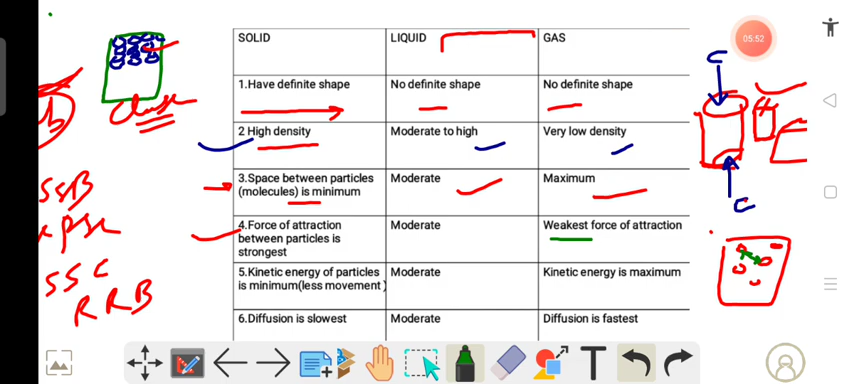 05:52
SOLID LIQUID GAS
1.Have definite shape No definite shape No definite shape
2 High density Moderate to high Very low density
3.Space between particles Moderate Maximum
(molecules) is minimum
4.Force of attraction Moderate Weakest force of attraction
between particles is
strongest
5.Kinetic energy of particles Moderate Kinetic energy is maximum
is minimum(less movement )
6.Diffusion is slowest Moderate Diffusion is fastest
SSB
SSC
RRB
C
C
T